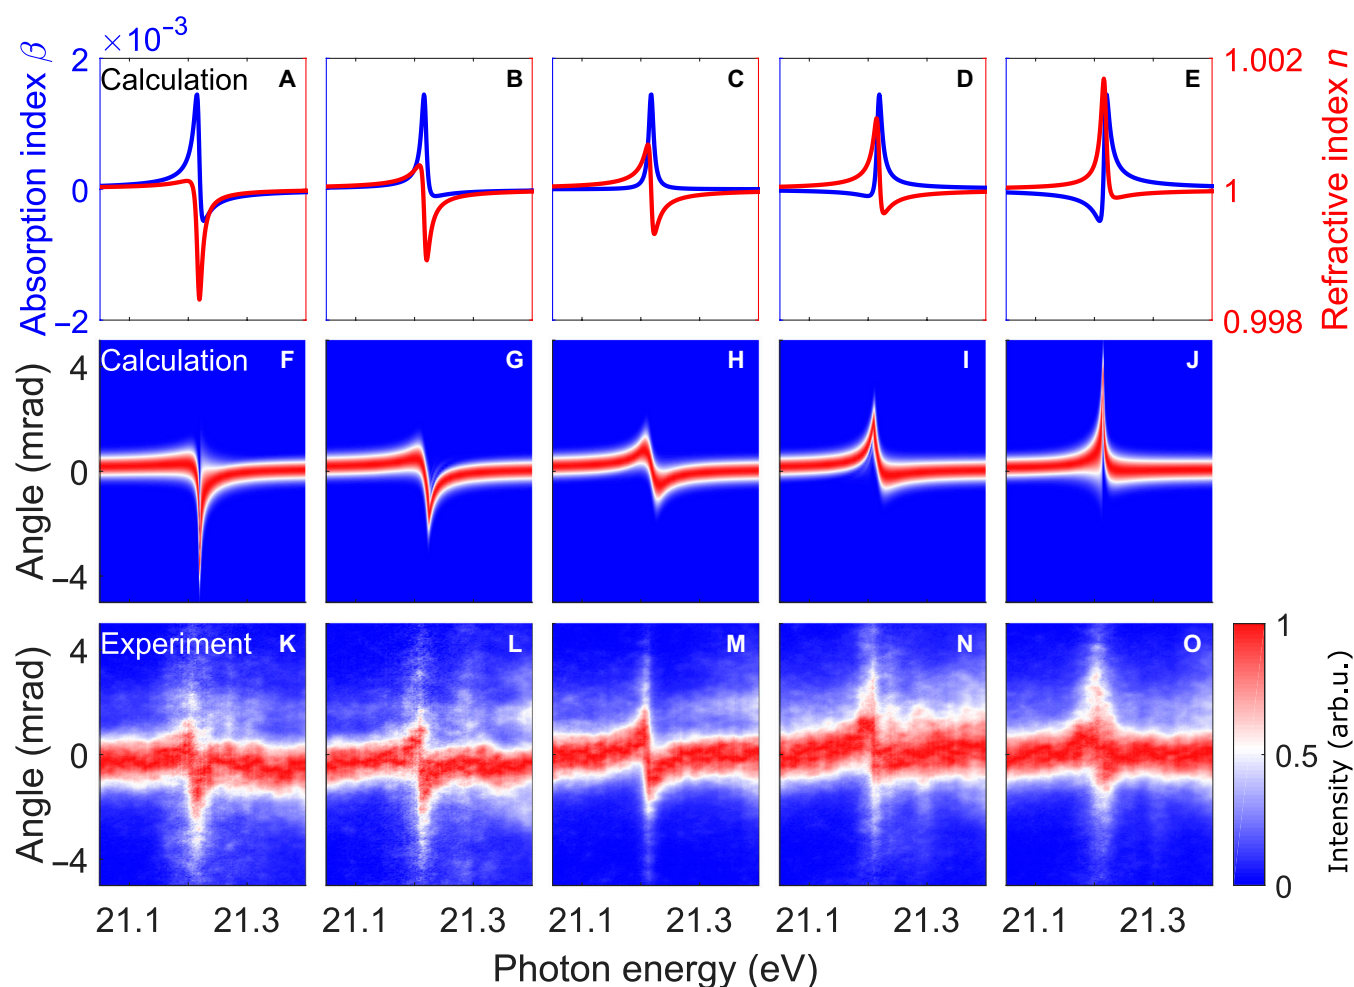 ×10⁻³
2
0
−2
Absorption index β
Calculation A
B
C
D
E
1.002
1
0.998
Refractive index n
Calculation F
G
H
I
J
4
0
−4
Angle (mrad)
Experiment K
L
M
N
O
4
0
−4
Angle (mrad)
1
0.5
0
Intensity (arb.u.)
21.1 21.3 21.1 21.3 21.1 21.3 21.1 21.3 21.1 21.3
Photon energy (eV)